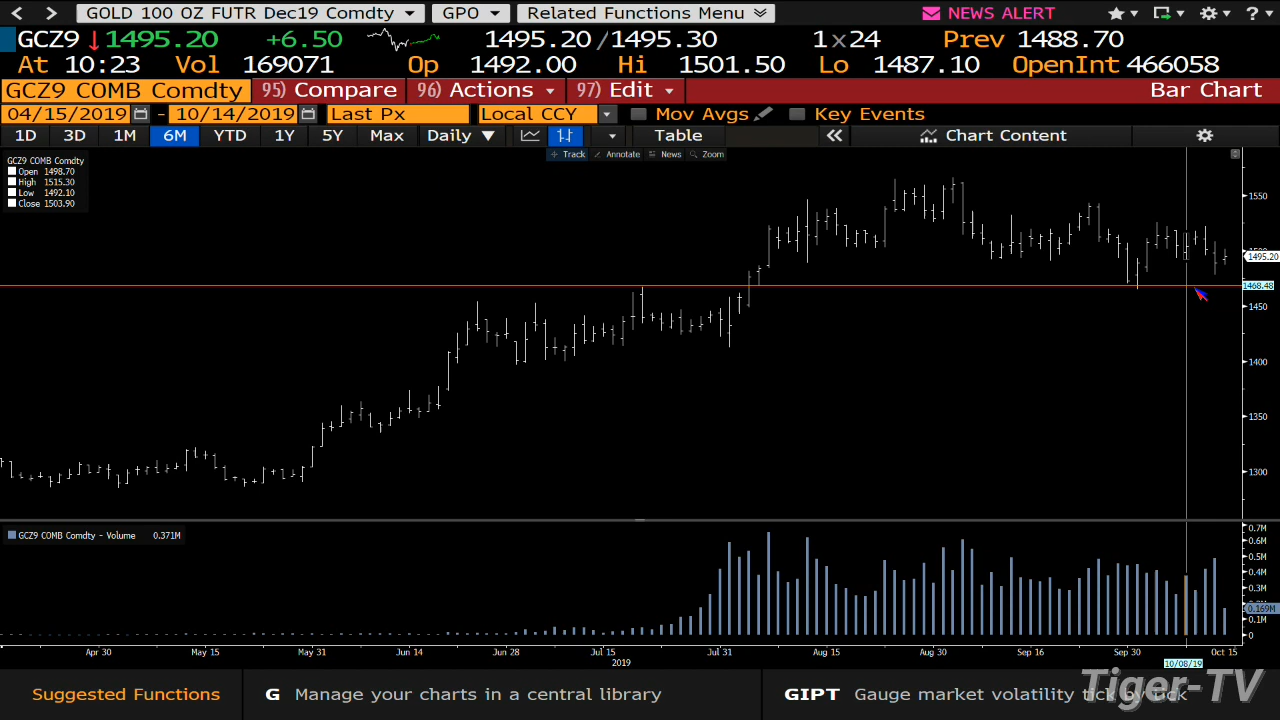 GOLD 100 OZ FUTR Dec19 Comdty GPO Related Functions Menu NEWS ALERT ?
GCZ9 1495.20 +6.50 1495.20/1495.30 1x24 Prev 1488.70
At 10:23 Vol 169071 Op 1492.00 Hi 1501.50 Lo 1487.10 OpenInt 466058
GCZ9 COMB Comdty 95) Compare 96) Actions 97) Edit Bar Chart
04/15/2019 - 10/14/2019 Last Px Local CCY Mov Avgs Key Events
1D 3D 1M 6M YTD 1Y 5Y Max Daily Table Chart Content
Track Annotate News Zoom
GCZ9 COMB Comdty
Open 1498.70
High 1515.30
Low 1492.10
Close 1503.90
1550
1495.20
1468.48
1450
1400
1350
1300
GCZ9 COMB Comdty - Volume 0.371M
0.7M
0.6M
0.5M
0.4M
0.3M
0.169M
0.1M
0
Apr 30 May 15 May 31 Jun 14 Jun 28 Jul 15 Jul 31 Aug 15 Aug 30 Sep 16 Sep 30 Oct 15
2019 10/08/19
Suggested Functions G Manage your charts in a central library GIPT Gauge market volatility tick by tick
Tiger-TV